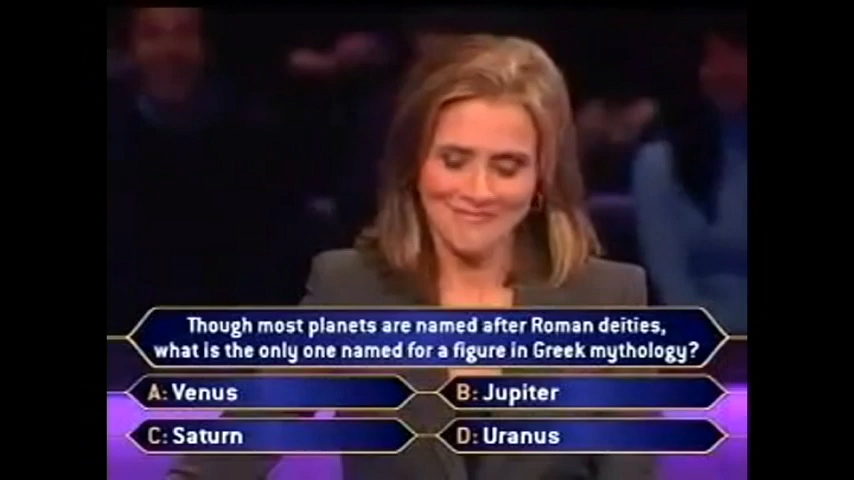 Though most planets are named after Roman deities,
what is the only one named for a figure in Greek mythology?
A: Venus
B: Jupiter
C: Saturn
D: Uranus